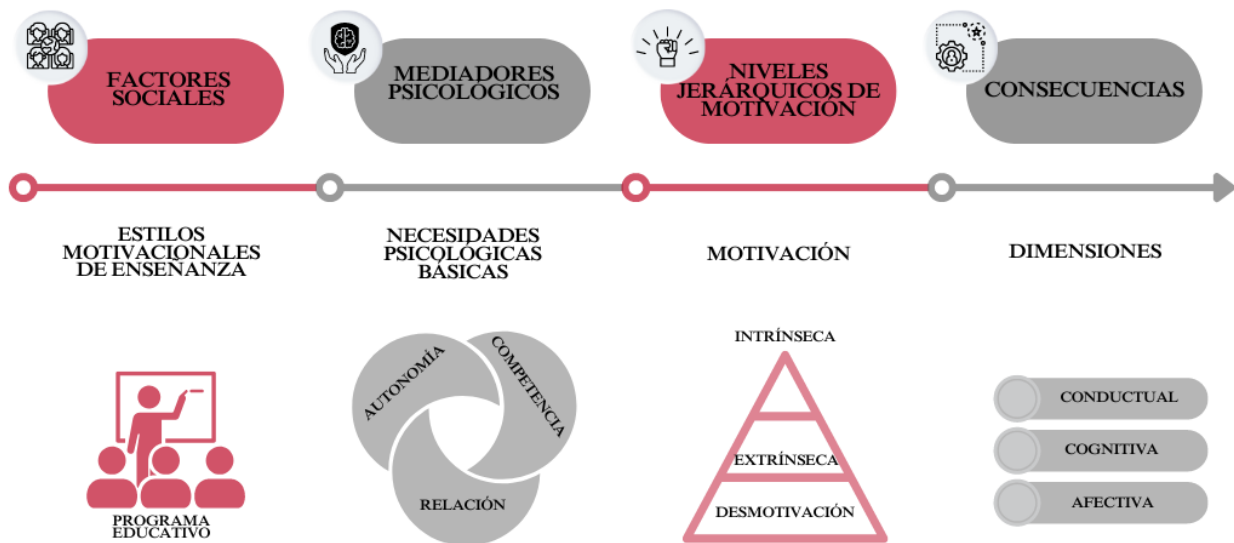 FACTORES
SOCIALES
MEDIADORES
PSICOLÓGICOS
NIVELES
JERÁRQUICOS DE
MOTIVACIÓN
CONSECUENCIAS
ESTILOS
MOTIVACIONALES
DE ENSEÑANZA
NECESIDADES
PSICOLÓGICAS
BÁSICAS
MOTIVACIÓN
DIMENSIONES
PROGRAMA
EDUCATIVO
AUTONOMÍA
COMPETENCIA
RELACIÓN
INTRÍNSECA
EXTRÍNSECA
DESMOTIVACIÓN
CONDUCTUAL
COGNITIVA
AFECTIVA